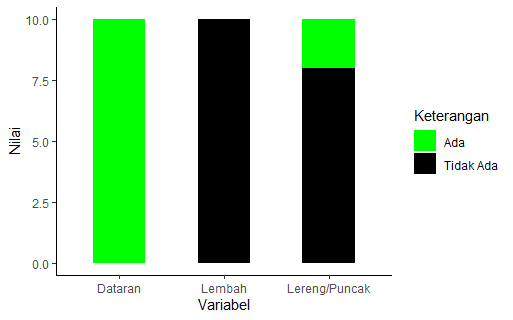 10.0
7.5
5.0
2.5
0.0
Nilai
Dataran
Lembah
Lereng/Puncak
Variabel
Keterangan
Ada
Tidak Ada